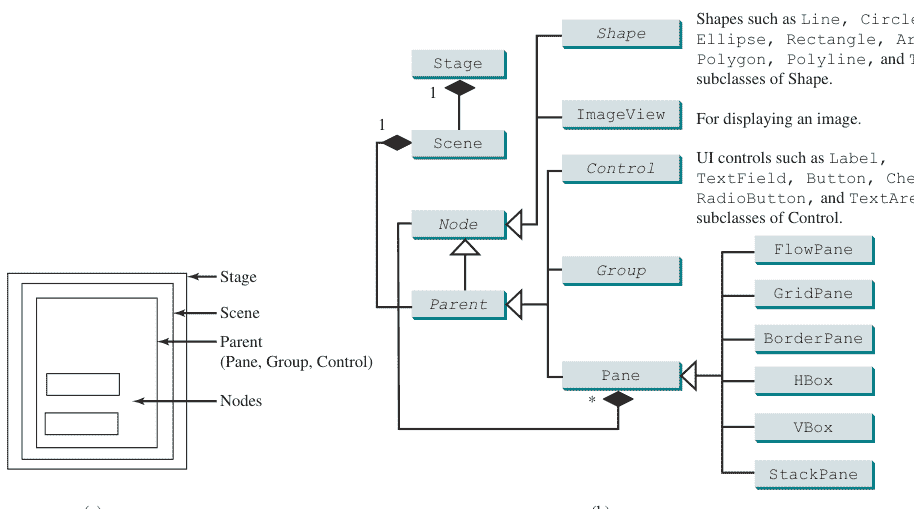 Shapes such as Line, Circle
Ellipse, Rectangle,
Polygon, Polyline, and
subclasses of Shape.
Shape
Stage
1
ImageView
For displaying an image.
1
Scene
Control
UI controls such as Label,
TextField, Button,
RadioButton, and
subclasses of Control.
Node
FlowPane
Group
Stage
GridPane
Parent
Scene
BorderPane
Parent
(Pane, Group, Control)
Pane
HBox
*
Nodes
VBox
StackPane